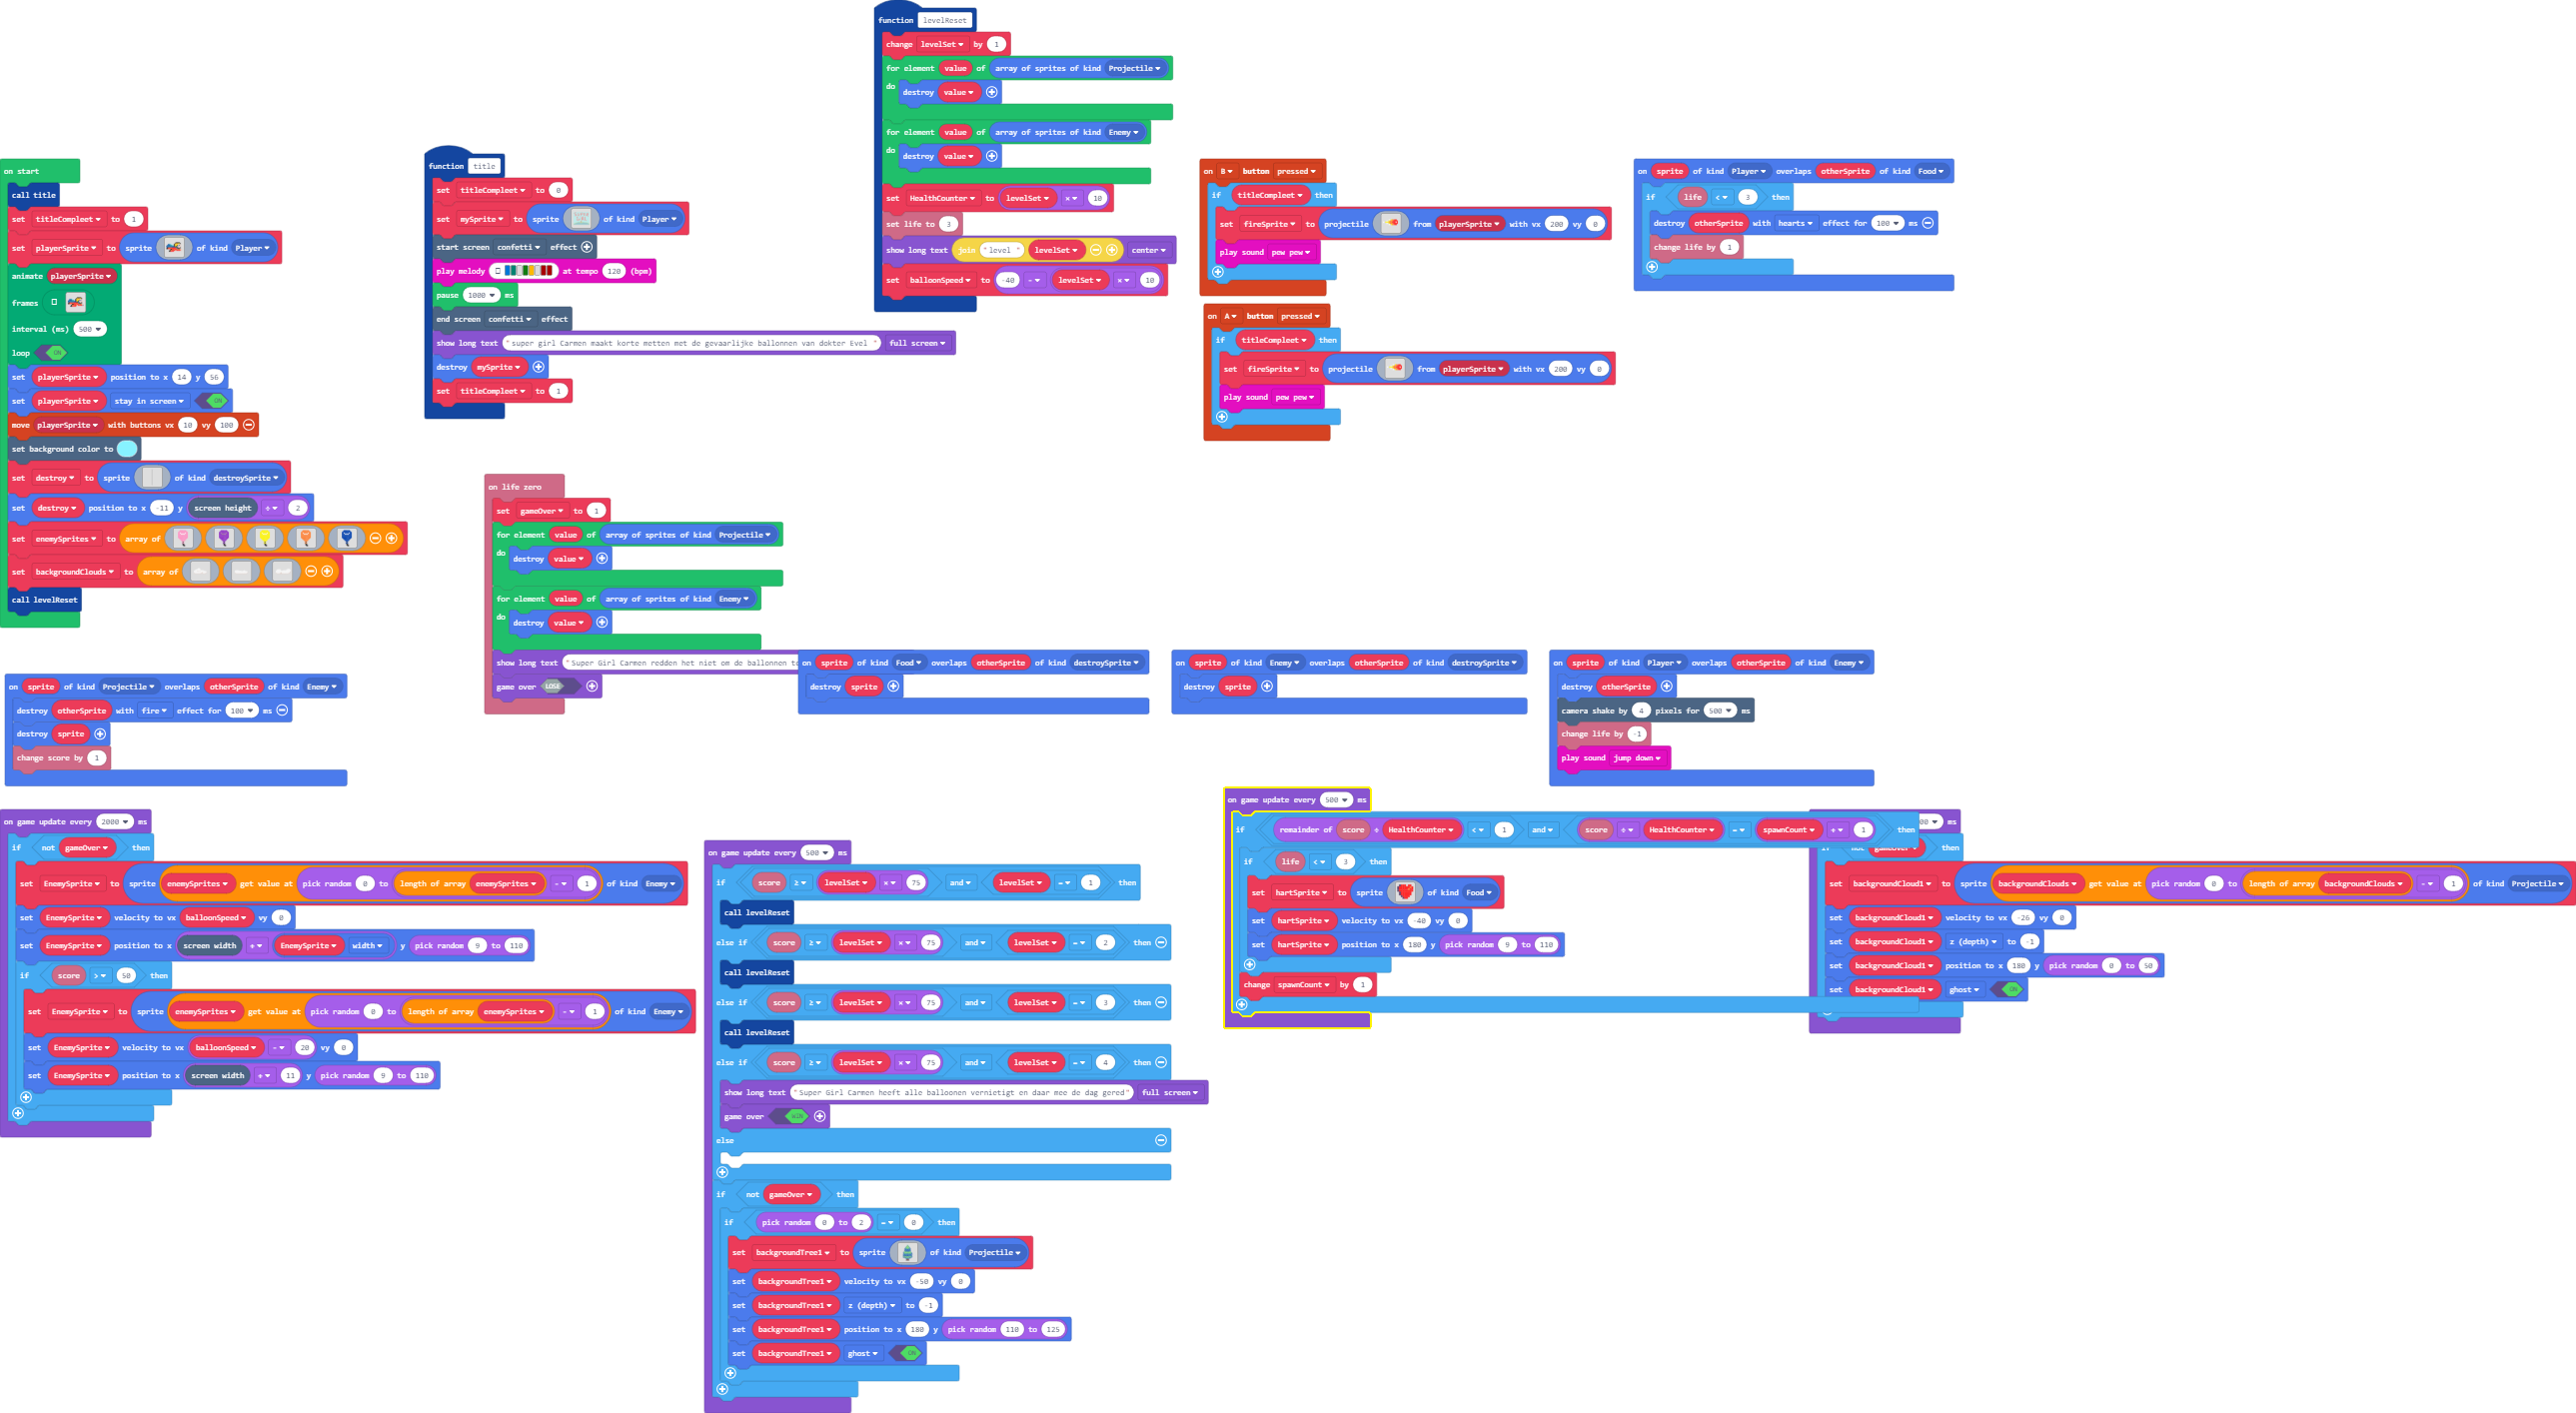 function levelReset
change levelSet by 1
for element value of array of sprites of kind Projectile
do destroy value
for element value of array of sprites of kind Enemy
do destroy value
set HealthCounter to levelSet × 10
set life to 3
show long text join "level " levelSet center
set balloonSpeed to -40 - levelSet × 10
on start
call title
set titleCompleet to 1
set playerSprite to sprite of kind Player
animate playerSprite
frames
interval (ms) 500
loop ON
set playerSprite position to x 14 y 56
set playerSprite stay in screen ON
move playerSprite with buttons vx 10 vy 100
set background color to
set destroy to sprite of kind destroySprite
set destroy position to x -11 y screen height ÷ 2
set enemySprites to array of
set backgroundClouds to array of
call levelReset
function title
set titleCompleet to 0
set mySprite to sprite of kind Player
start screen confetti effect
play melody at tempo 120 (bpm)
pause 1000 ms
end screen confetti effect
show long text "super girl Carmen maakt korte metten met de gevaarlijke ballonnen van dokter Evel " full screen
destroy mySprite
set titleCompleet to 1
on B button pressed
if titleCompleet then
set fireSprite to projectile from playerSprite with vx 200 vy 0
play sound pew pew
on A button pressed
if titleCompleet then
set fireSprite to projectile from playerSprite with vx 200 vy 0
play sound pew pew
on sprite of kind Player overlaps otherSprite of kind Food
if life < 3 then
destroy otherSprite with hearts effect for 100 ms
change life by 1
on life zero
set gameOver to 1
for element value of array of sprites of kind Projectile
do destroy value
for element value of array of sprites of kind Enemy
do destroy value
show long text "Super Girl Carmen redden het niet om de ballonnen
game over LOSE
on sprite of kind Food overlaps otherSprite of kind destroySprite
destroy sprite
on sprite of kind Enemy overlaps otherSprite of kind destroySprite
destroy sprite
on sprite of kind Player overlaps otherSprite of kind Enemy
destroy otherSprite
camera shake by 4 pixels for 500 ms
change life by -1
play sound jump down
on sprite of kind Projectile overlaps otherSprite of kind Enemy
destroy otherSprite with fire effect for 100 ms
destroy sprite
change score by 1
on game update every 2000 ms
if not gameOver then
set EnemySprite to sprite enemySprites get value at pick random 0 to length of array enemySprites - 1 of kind Enemy
set EnemySprite velocity to vx balloonSpeed vy 0
set EnemySprite position to x screen width + EnemySprite width y pick random 9 to 110
if score > 50 then
set EnemySprite to sprite enemySprites get value at pick random 0 to length of array enemySprites - 1 of kind Enemy
set EnemySprite velocity to vx balloonSpeed - 20 vy 0
set EnemySprite position to x screen width + 11 y pick random 9 to 110
on game update every 500 ms
if score ≥ levelSet × 75 and levelSet = 1 then
call levelReset
else if score ≥ levelSet × 75 and levelSet = 2 then
call levelReset
else if score ≥ levelSet × 75 and levelSet = 3 then
call levelReset
else if score ≥ levelSet × 75 and levelSet = 4 then
show long text "Super Girl Carmen heeft alle balloonen vernietigt en daar mee de dag gered" full screen
game over WIN
else
if not gameOver then
if pick random 0 to 2 = 0 then
set backgroundTree1 to sprite of kind Projectile
set backgroundTree1 velocity to vx -50 vy 0
set backgroundTree1 z (depth) to -1
set backgroundTree1 position to x 180 y pick random 110 to 125
set backgroundTree1 ghost ON
on game update every 500 ms
if remainder of score ÷ HealthCounter < 1 and score ÷ HealthCounter = spawnCount + 1 then
if life < 3 then
set hartSprite to sprite of kind Food
set hartSprite velocity to vx -40 vy 0
set hartSprite position to x 180 y pick random 9 to 110
change spawnCount by 1
ms
then
set backgroundCloud1 to sprite backgroundClouds get value at pick random 0 to length of array backgroundClouds - 1 of kind Projectile
set backgroundCloud1 velocity to vx -26 vy 0
set backgroundCloud1 z (depth) to -1
set backgroundCloud1 position to x 180 y pick random 0 to 50
set backgroundCloud1 ghost ON